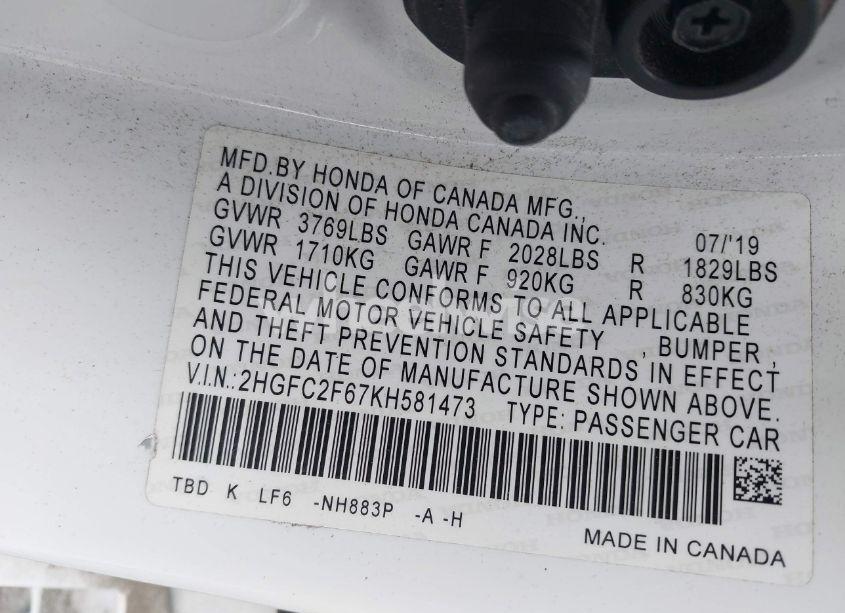 MFD.BY HONDA OF CANADA MFG.,
A DIVISION OF HONDA CANADA INC. 07/'19
GVWR 3769LBS GAWR F 2028LBS R 1829LBS
GVWR 1710KG GAWR F 920KG R 830KG
THIS VEHICLE CONFORMS TO ALL APPLICABLE
FEDERAL MOTOR VEHICLE SAFETY , BUMPER ,
AND THEFT PREVENTION STANDARDS IN EFFECT
ON THE DATE OF MANUFACTURE SHOWN ABOVE.
V.I.N.:2HGFC2F67KH581473 TYPE: PASSENGER CAR
TBD K LF6 -NH883P -A -H
MADE IN CANADA